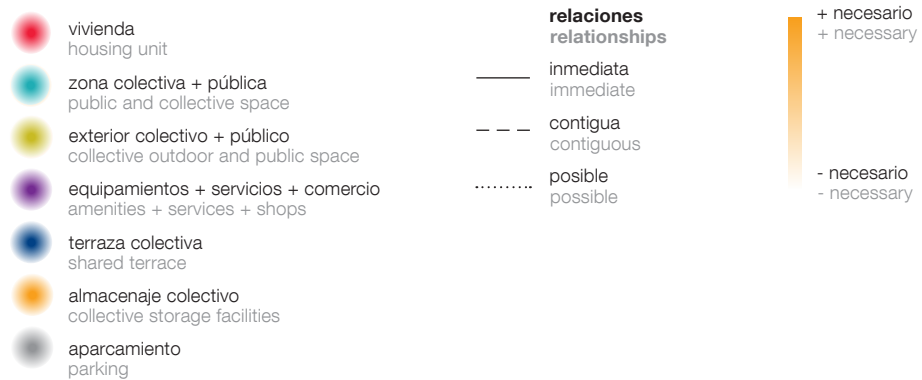 vivienda
housing unit
zona colectiva + pública
public and collective space
exterior colectivo + público
collective outdoor and public space
equipamientos + servicios + comercio
amenities + services + shops
terraza colectiva
shared terrace
almacenaje colectivo
collective storage facilities
aparcamiento
parking
relaciones
relationships
inmediata
immediate
contigua
contiguous
posible
possible
+ necesario
+ necessary
- necesario
- necessary